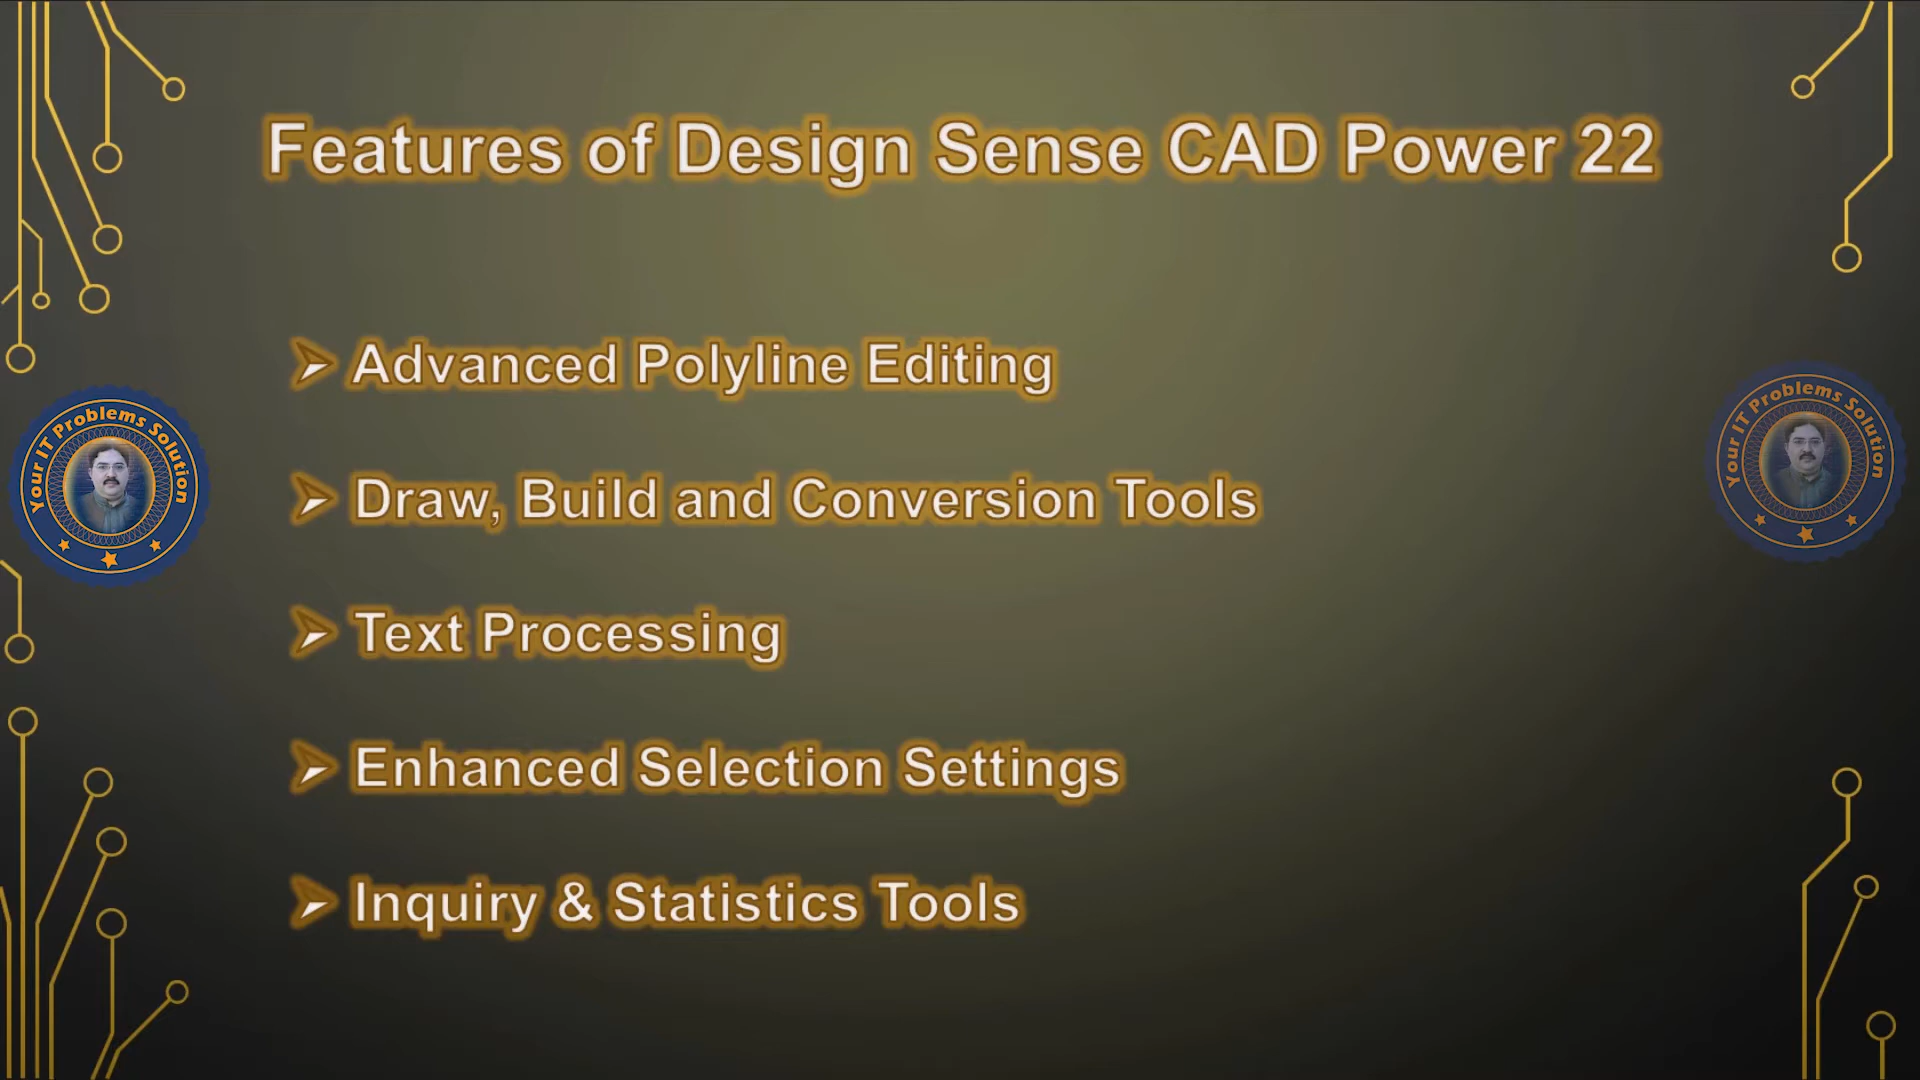 Features of Design Sense CAD Power 22
➢ Advanced Polyline Editing
Your IT Problems Solution
Your IT Problems Solution
➢ Draw, Build and Conversion Tools
➢ Text Processing
➢ Enhanced Selection Settings
➢ Inquiry & Statistics Tools